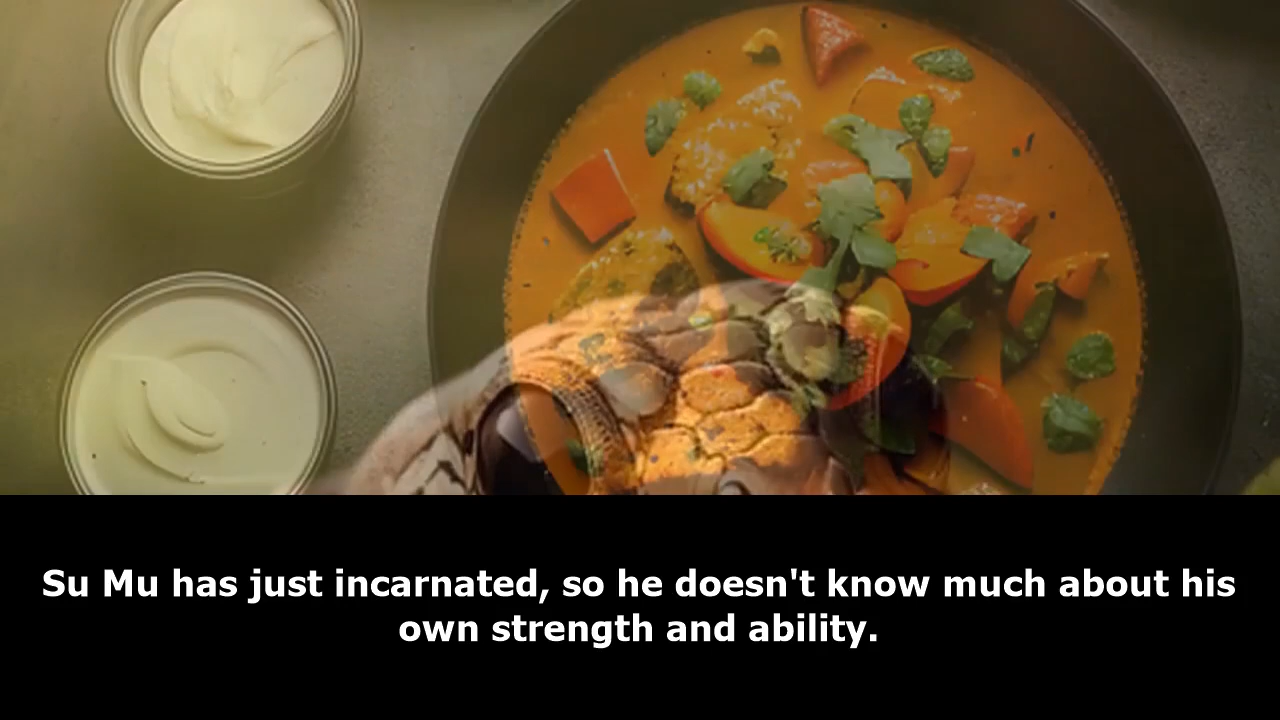 Su Mu has just incarnated, so he doesn't know much about his
own strength and ability.